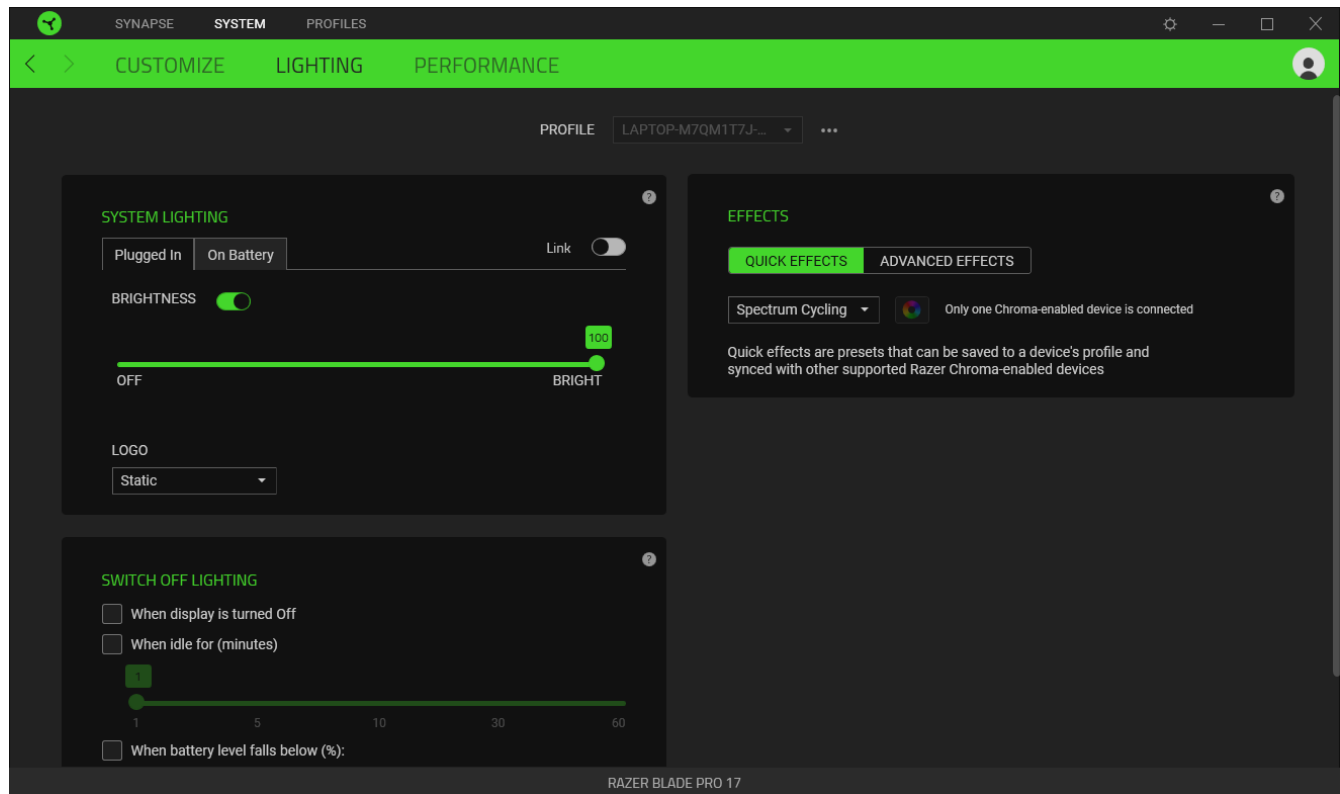 SYNAPSE SYSTEM PROFILES
CUSTOMIZE LIGHTING PERFORMANCE
PROFILE LAPTOP-M7QM1T7J-...
SYSTEM LIGHTING
Plugged In On Battery Link
BRIGHTNESS
100
OFF BRIGHT
LOGO
Static
EFFECTS
QUICK EFFECTS ADVANCED EFFECTS
Spectrum Cycling Only one Chroma-enabled device is connected
Quick effects are presets that can be saved to a device's profile and
synced with other supported Razer Chroma-enabled devices
SWITCH OFF LIGHTING
When display is turned Off
When idle for (minutes)
1
1 5 10 30 60
When battery level falls below (%):
RAZER BLADE PRO 17